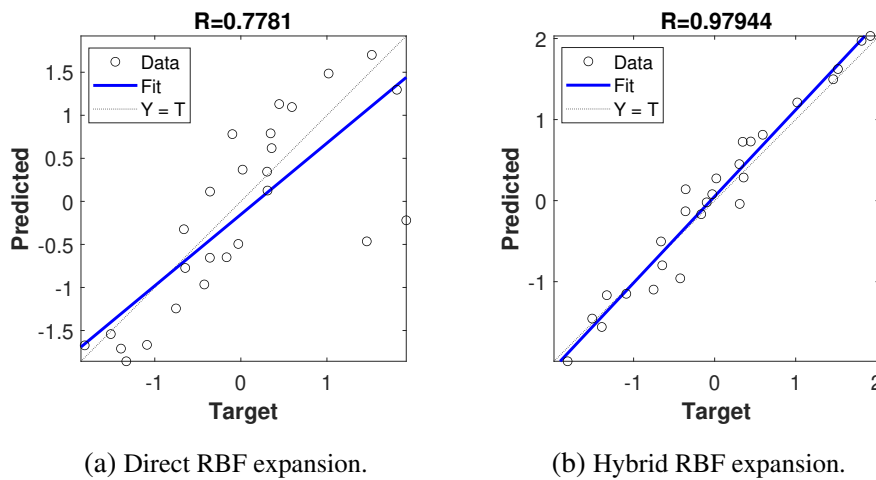 R=0.7781
Data
Fit
Y = T
1.5
1
0.5
0
-0.5
-1
-1.5
Predicted
-1
0
1
Target
(a) Direct RBF expansion.
R=0.97944
Data
Fit
Y = T
2
1
0
-1
Predicted
-1
0
1
2
Target
(b) Hybrid RBF expansion.